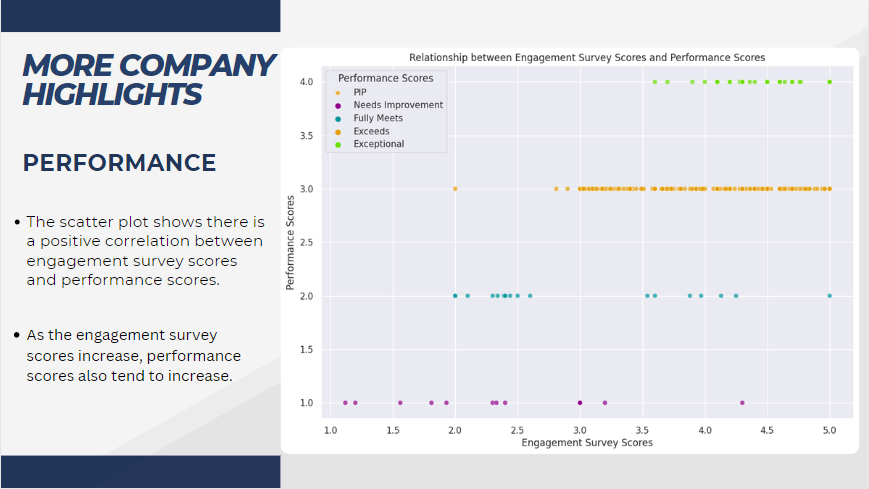 MORE COMPANY
HIGHLIGHTS
PERFORMANCE
• The scatter plot shows there is
a positive correlation between
engagement survey scores
and performance scores.
• As the engagement survey
scores increase, performance
scores also tend to increase.
Relationship between Engagement Survey Scores and Performance Scores
Performance Scores
PIP
Needs Improvement
Fully Meets
Exceeds
Exceptional
Performance Scores
4.0
3.5
3.0
2.5
2.0
1.5
1.0
1.0 1.5 2.0 2.5 3.0 3.5 4.0 4.5 5.0
Engagement Survey Scores